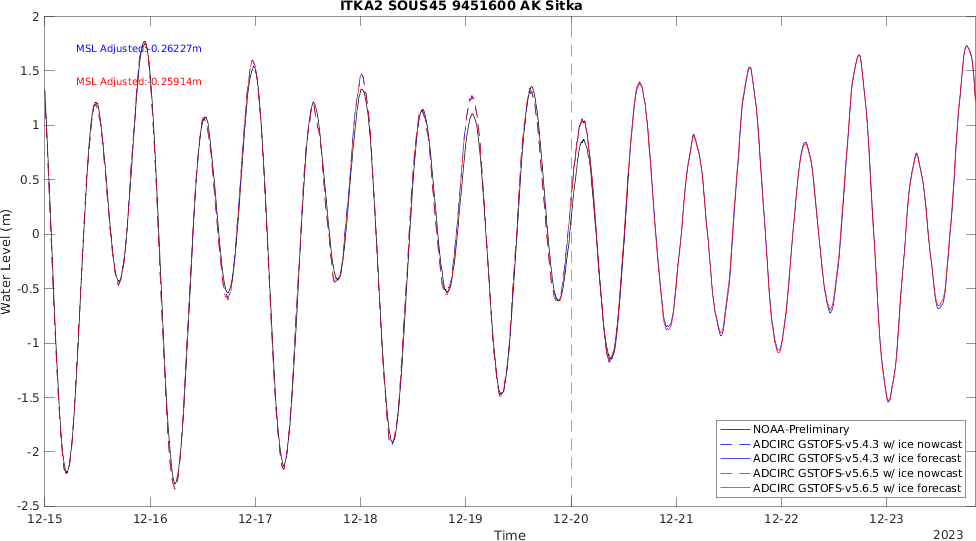 ITKA2 SOUS45 9451600 AK Sitka
MSL Adjusted:-0.26227m
MSL Adjusted:-0.25914m
2
1.5
1
0.5
0
-0.5
-1
-1.5
-2
-2.5
Water Level (m)
NOAA-Preliminary
ADCIRC GSTOFS-v5.4.3 w/ ice nowcast
ADCIRC GSTOFS-v5.4.3 w/ ice forecast
ADCIRC GSTOFS-v5.6.5 w/ ice nowcast
ADCIRC GSTOFS-v5.6.5 w/ ice forecast
12-15 12-16 12-17 12-18 12-19 12-20 12-21 12-22 12-23
Time
2023